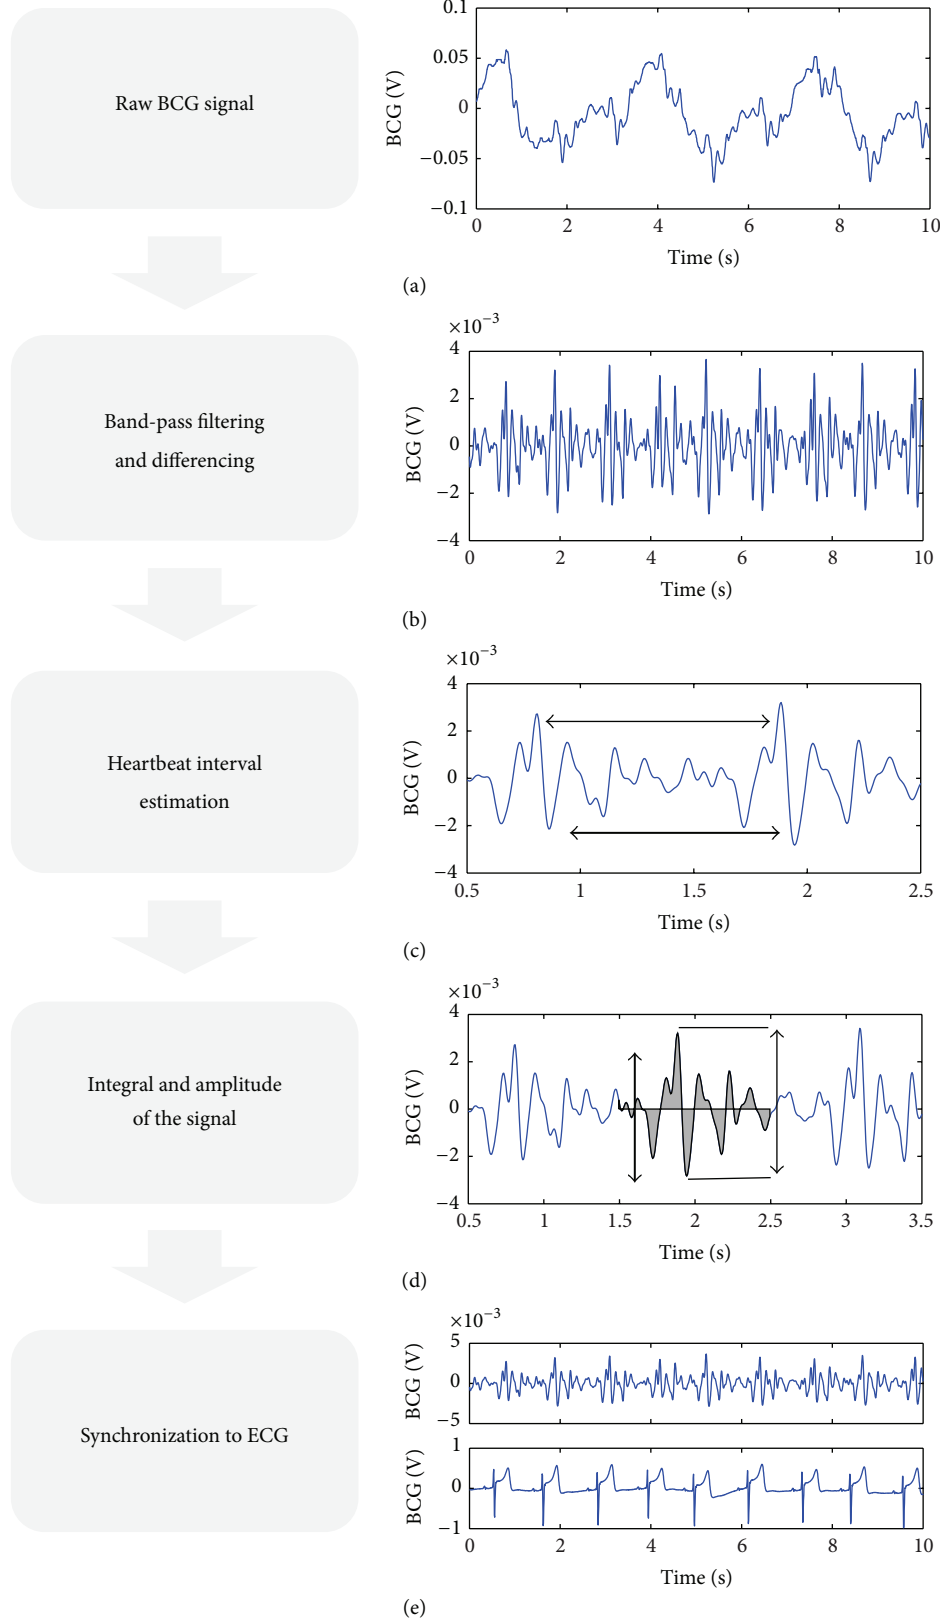 Raw BCG signal
0.1
0.05
0
−0.05
−0.1
BCG (V)
0 2 4 6 8 10
Time (s)
(a)
Band-pass filtering
and differencing
×10−3
4
2
0
−2
−4
BCG (V)
0 2 4 6 8 10
Time (s)
(b)
Heartbeat interval
estimation
×10−3
4
2
0
−2
−4
BCG (V)
0.5 1 1.5 2 2.5
Time (s)
(c)
Integral and amplitude
of the signal
×10−3
4
2
0
−2
−4
BCG (V)
0.5 1 1.5 2 2.5 3 3.5
Time (s)
(d)
Synchronization to ECG
×10−3
5
0
−5
BCG (V)
1
0
−1
BCG (V)
0 2 4 6 8 10
Time (s)
(e)